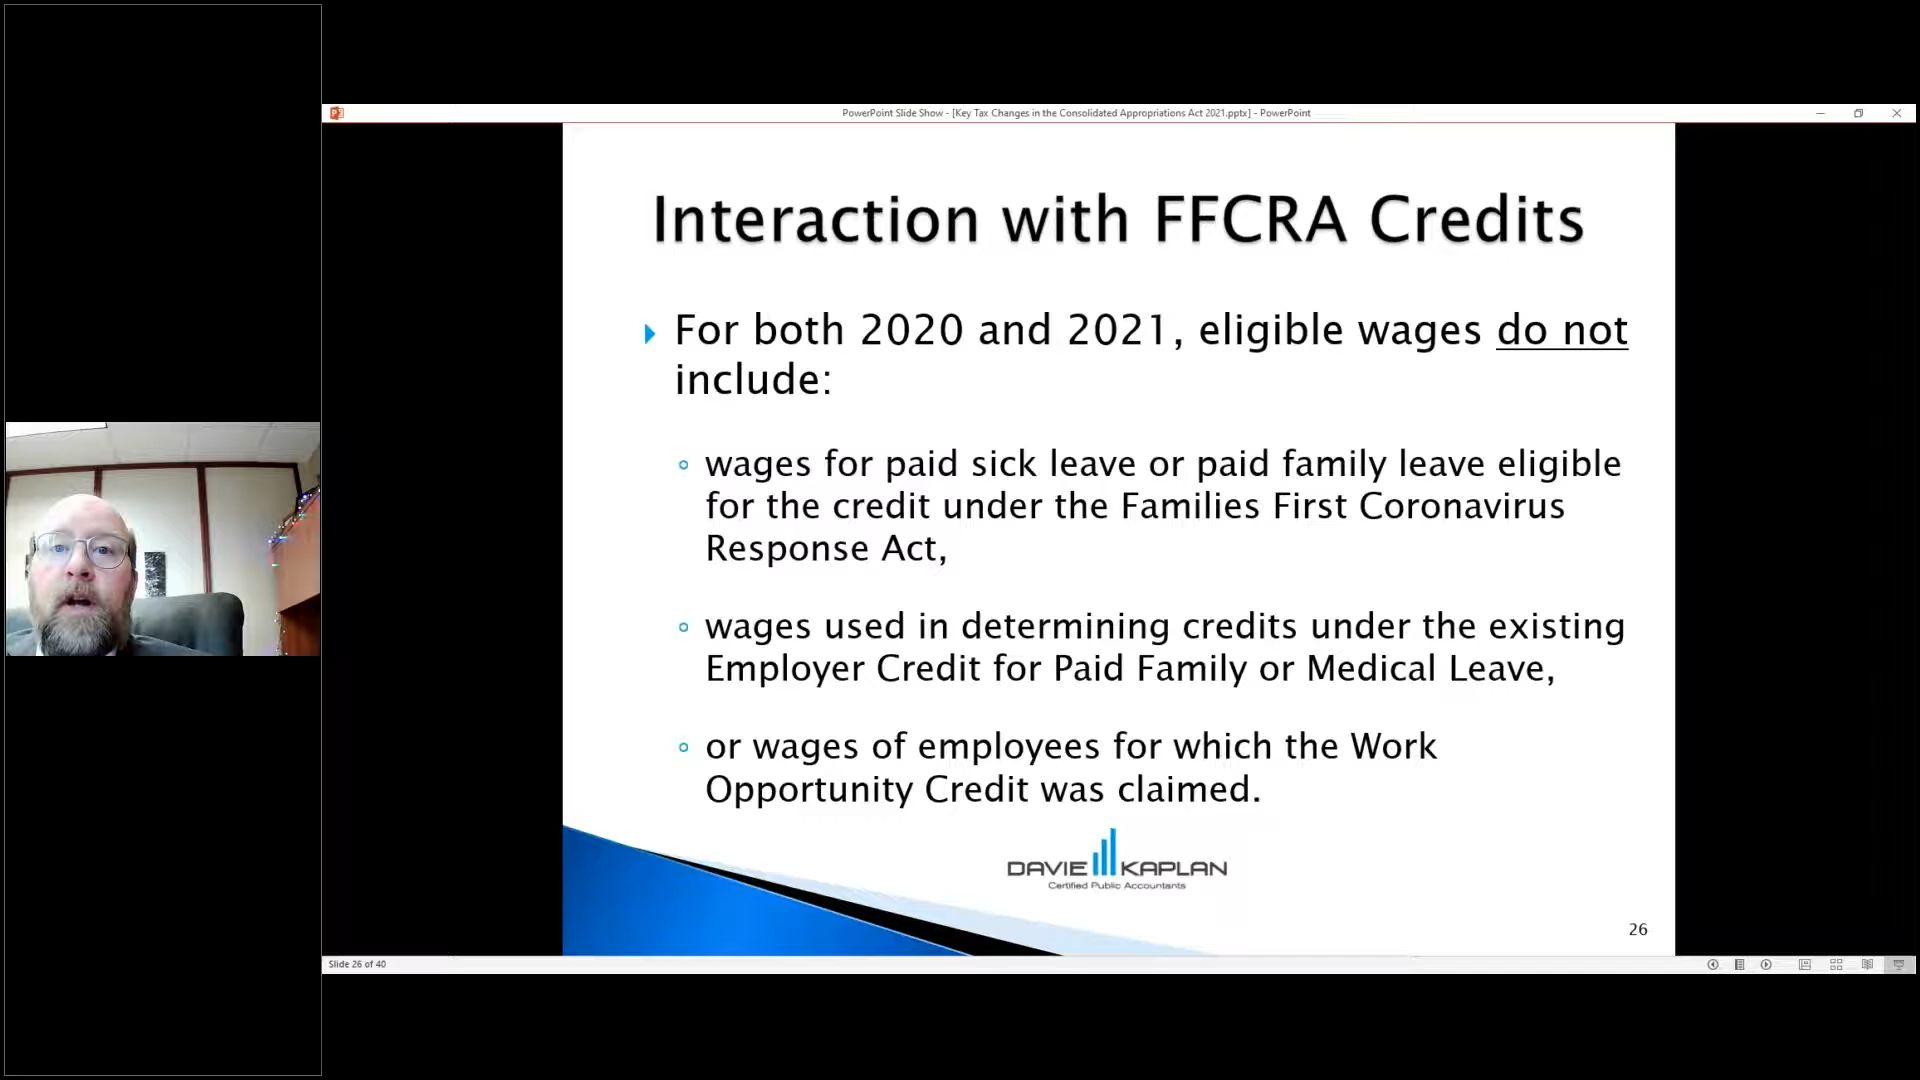 PowerPoint Slide Show - [Key Tax Changes in the Consolidated Appropriations Act 2021.pptx] - PowerPoint
Interaction with FFCRA Credits
For both 2020 and 2021, eligible wages do not
include:
wages for paid sick leave or paid family leave eligible
for the credit under the Families First Coronavirus
Response Act,
wages used in determining credits under the existing
Employer Credit for Paid Family or Medical Leave,
or wages of employees for which the Work
Opportunity Credit was claimed.
DAVIE KAPLAN
Certified Public Accountants
26
Slide 26 of 40